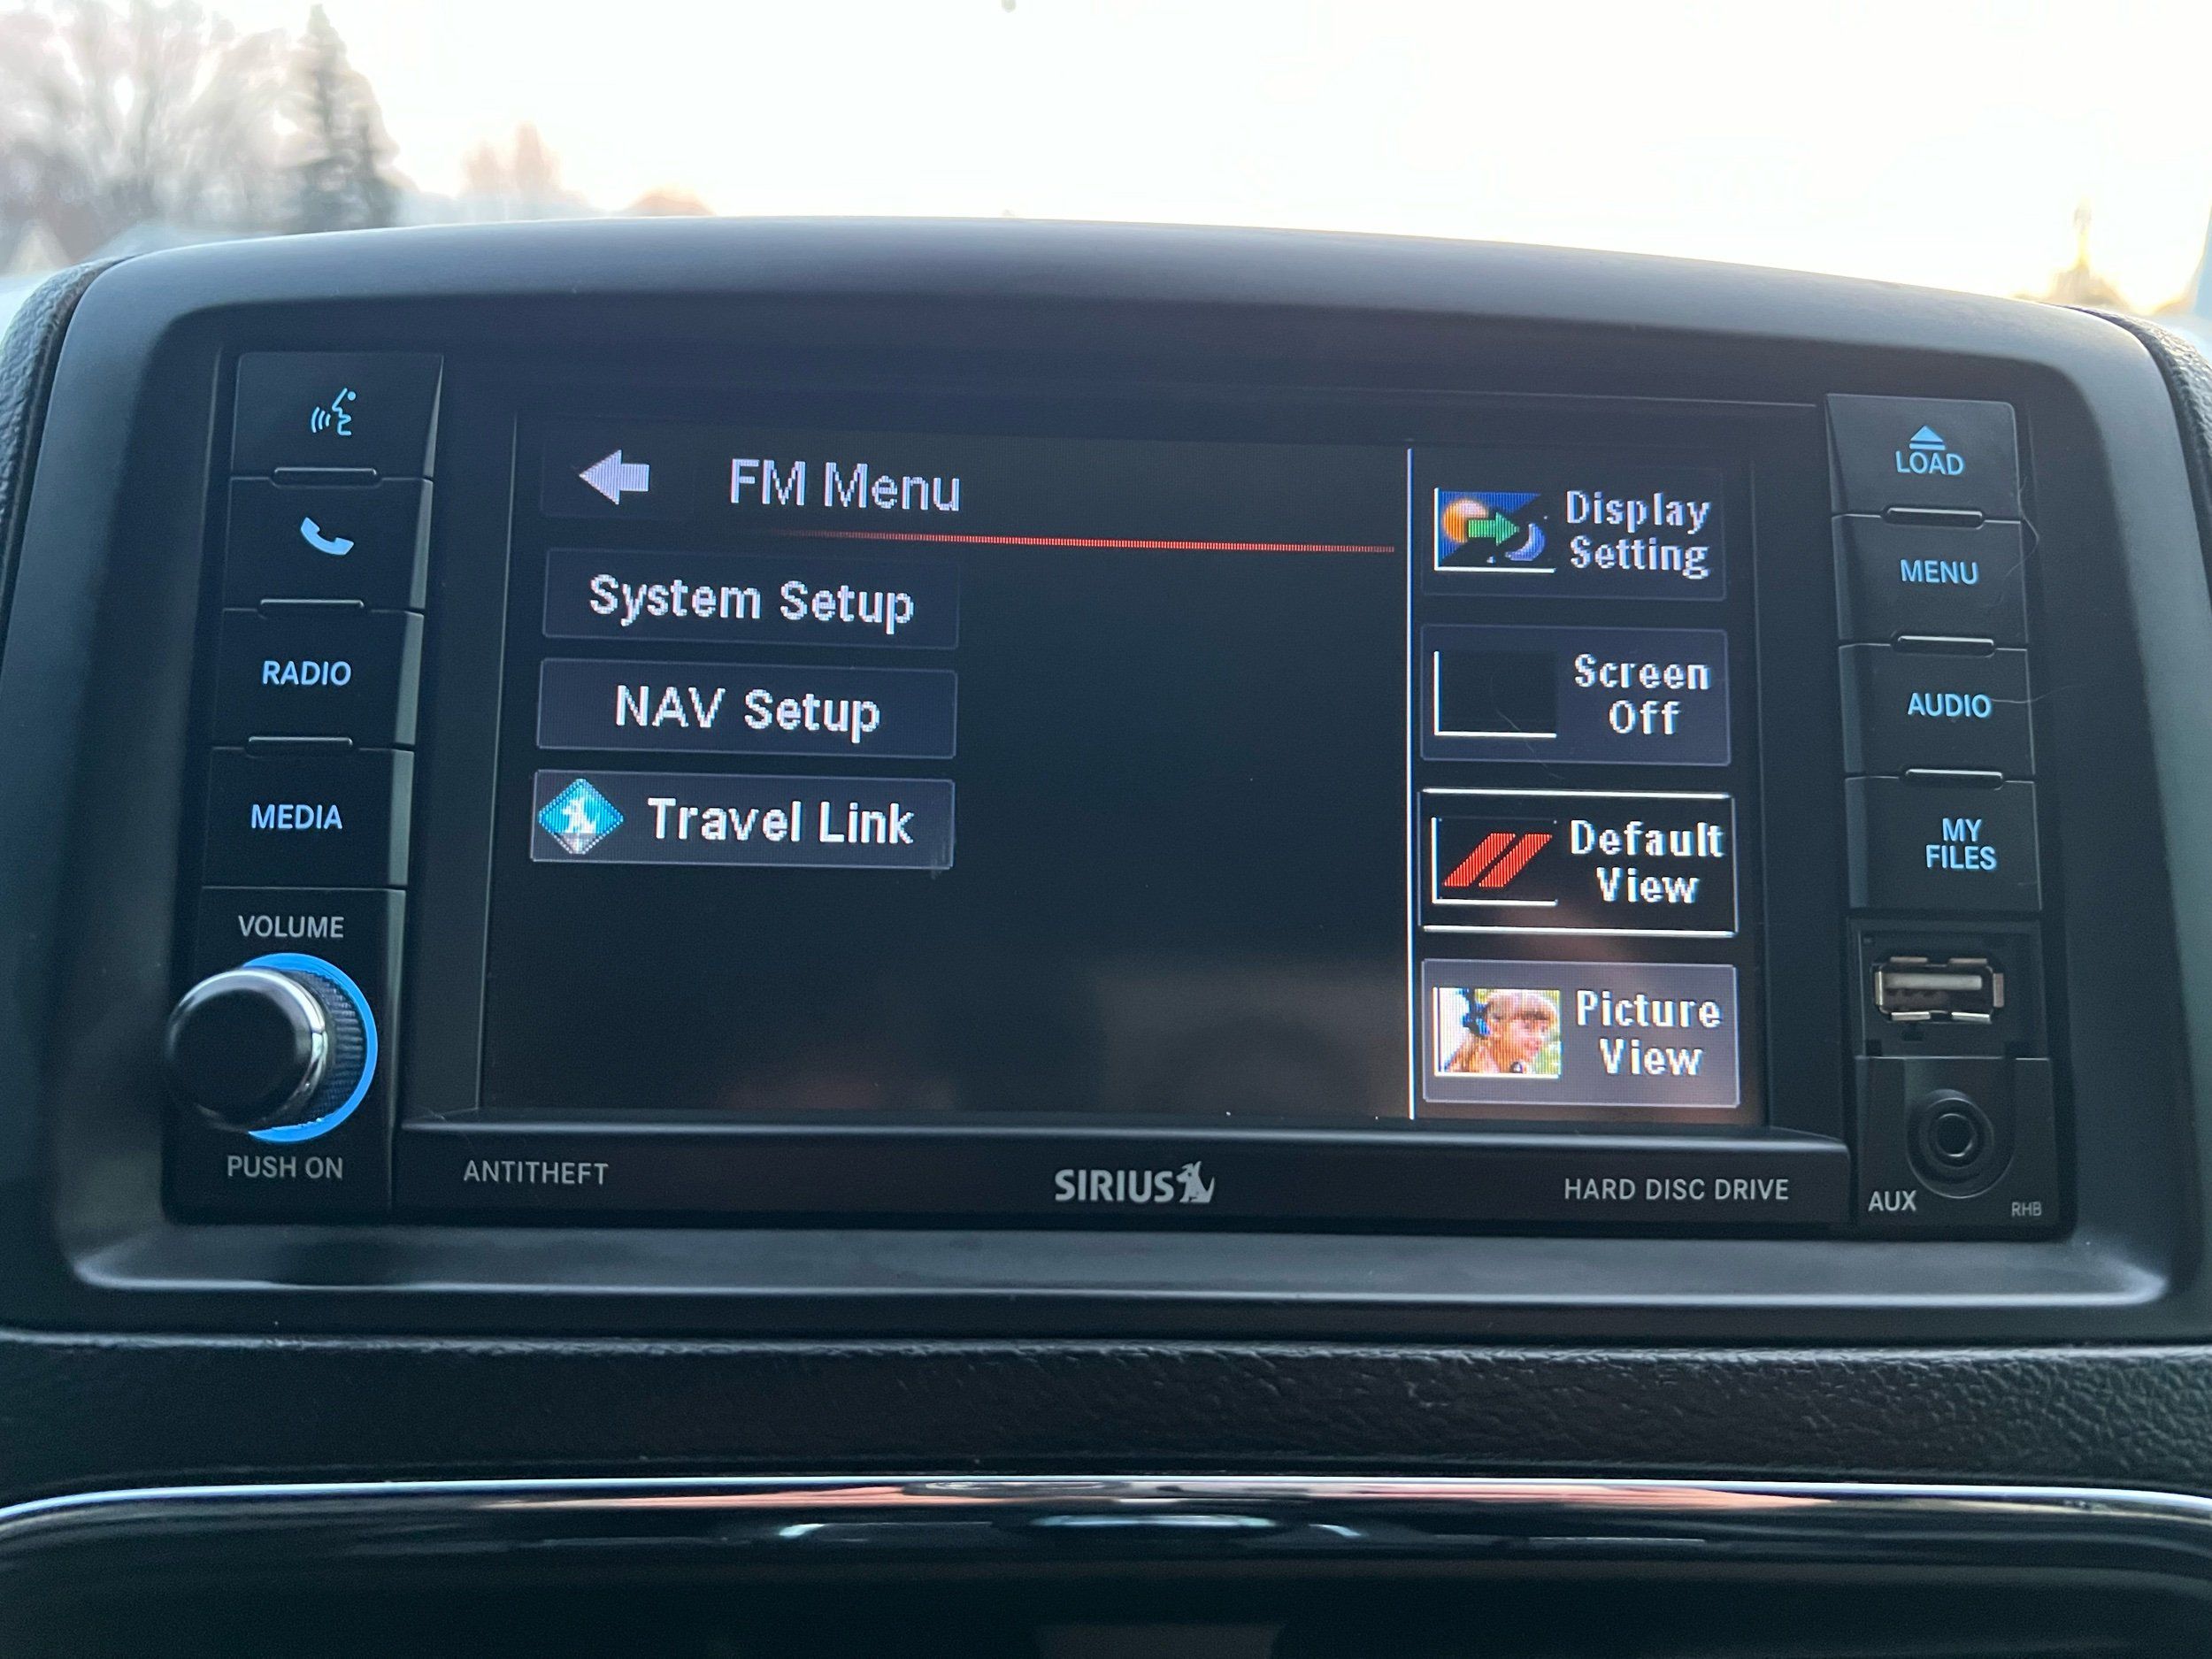 FM Menu
System Setup
NAV Setup
Travel Link
Display
Setting
Screen
Off
Default
View
Picture
View
RADIO
MEDIA
VOLUME
PUSH ON
LOAD
MENU
AUDIO
MY
FILES
ANTITHEFT
SIRIUS
HARD DISC DRIVE
AUX
RHB